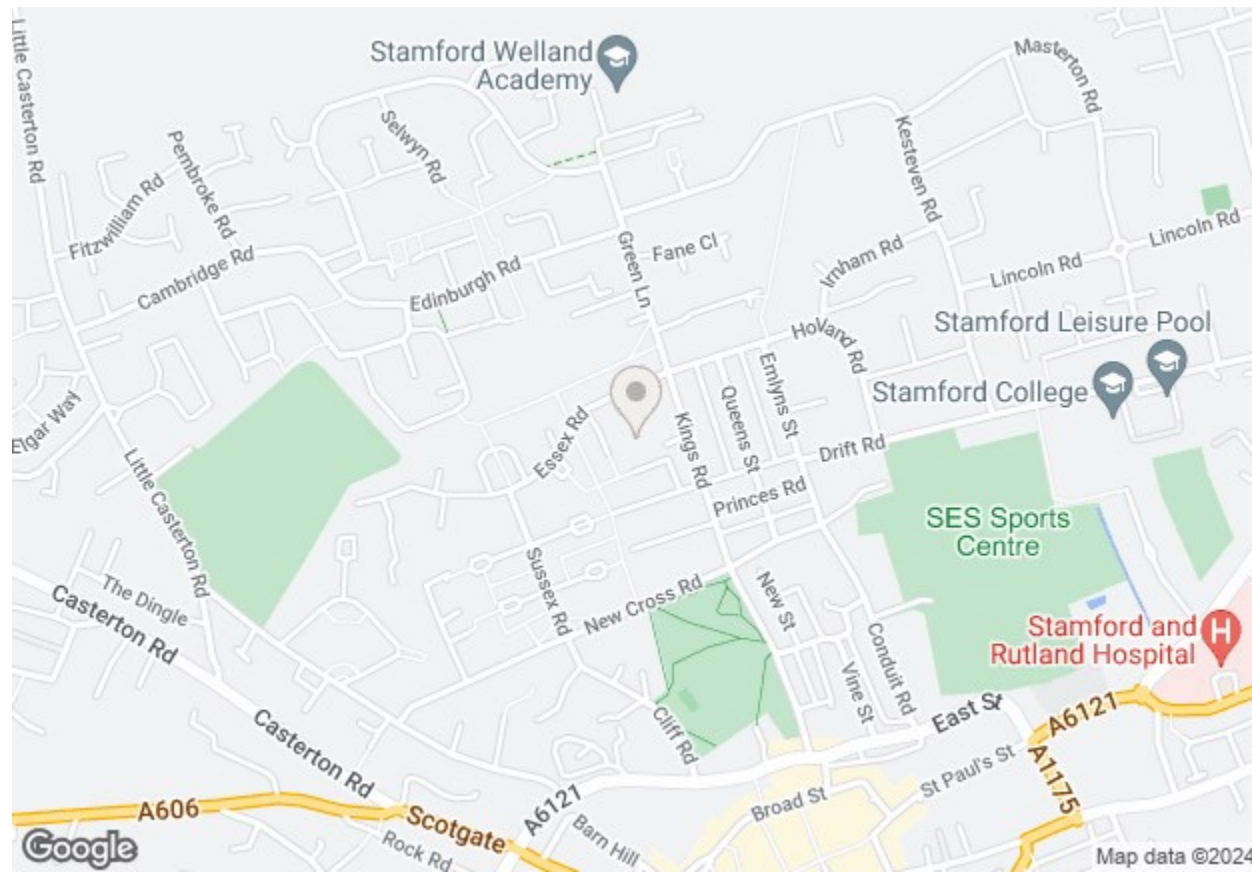 Little Casterton Rd
Stamford Welland
Academy
Masterton Rd
Selwyn Rd
Pembroke Rd
Kesteven Rd
Fitzwilliam Rd
Lincoln Rd
Green Ln
Fane Cl
Irnham Rd
Cambridge Rd
Lincoln Rd
Edinburgh Rd
Holland Rd
Stamford Leisure Pool
Emlyns St
Stamford College
Elgar Way
Queens St
Essex Rd
Kings Rd
Drift Rd
Little Casterton Rd
Princes Rd
SES Sports
Centre
Sussex Rd
The Dingle
New Cross Rd
New St
Casterton Rd
Stamford and
Rutland Hospital
H
Conduit Rd
Vine St
Casterton Rd
Cliff Rd
East St
A6121
St Paul's St
A1175
A606
A6121
Broad St
Scotgate
Barn Hill
Rock Rd
Google
Map data ©2024